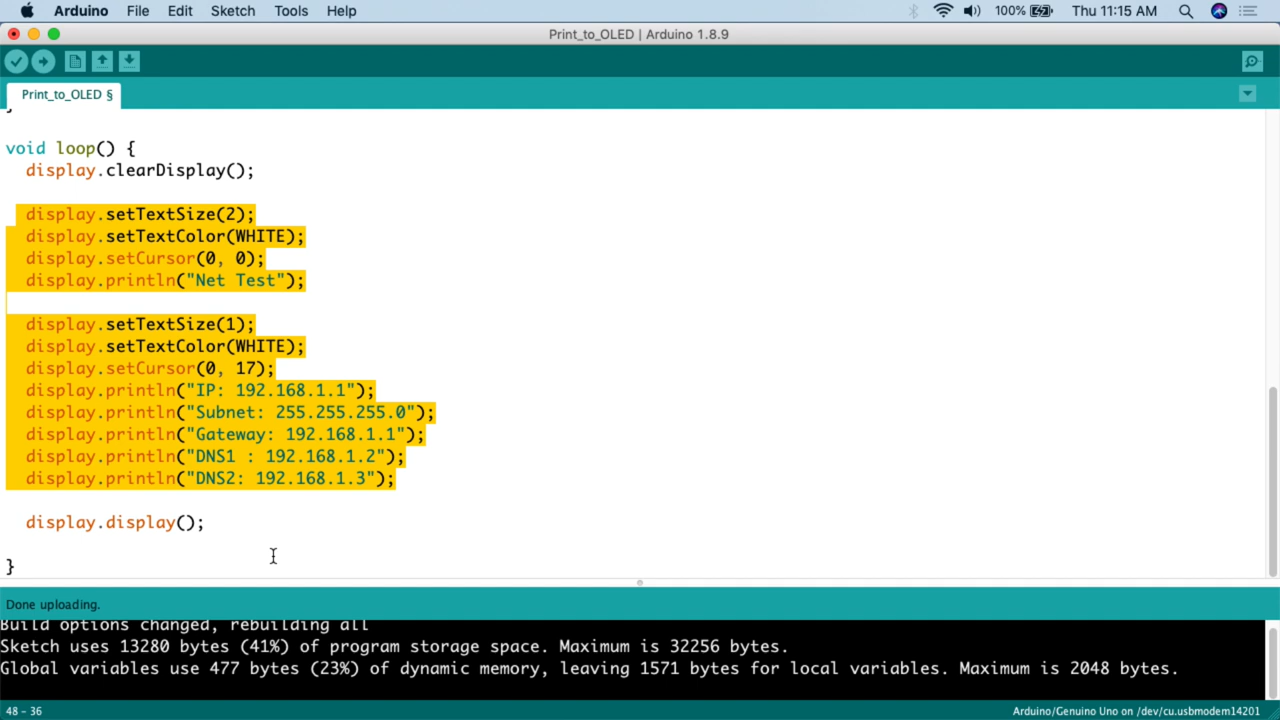 Arduino File Edit Sketch Tools Help 100% Thu 11:15 AM
Print_to_OLED | Arduino 1.8.9
Print_to_OLED §
}
void loop() {
display.clearDisplay();
display.setTextSize(2);
display.setTextColor(WHITE);
display.setCursor(0, 0);
display.println("Net Test");
display.setTextSize(1);
display.setTextColor(WHITE);
display.setCursor(0, 17);
display.println("IP: 192.168.1.1");
display.println("Subnet: 255.255.255.0");
display.println("Gateway: 192.168.1.1");
display.println("DNS1 : 192.168.1.2");
display.println("DNS2: 192.168.1.3");
display.display();
}
Done uploading.
Build options changed, rebuilding all
Sketch uses 13280 bytes (41%) of program storage space. Maximum is 32256 bytes.
Global variables use 477 bytes (23%) of dynamic memory, leaving 1571 bytes for local variables. Maximum is 2048 bytes.
48 - 36 Arduino/Genuino Uno on /dev/cu.usbmodem14201